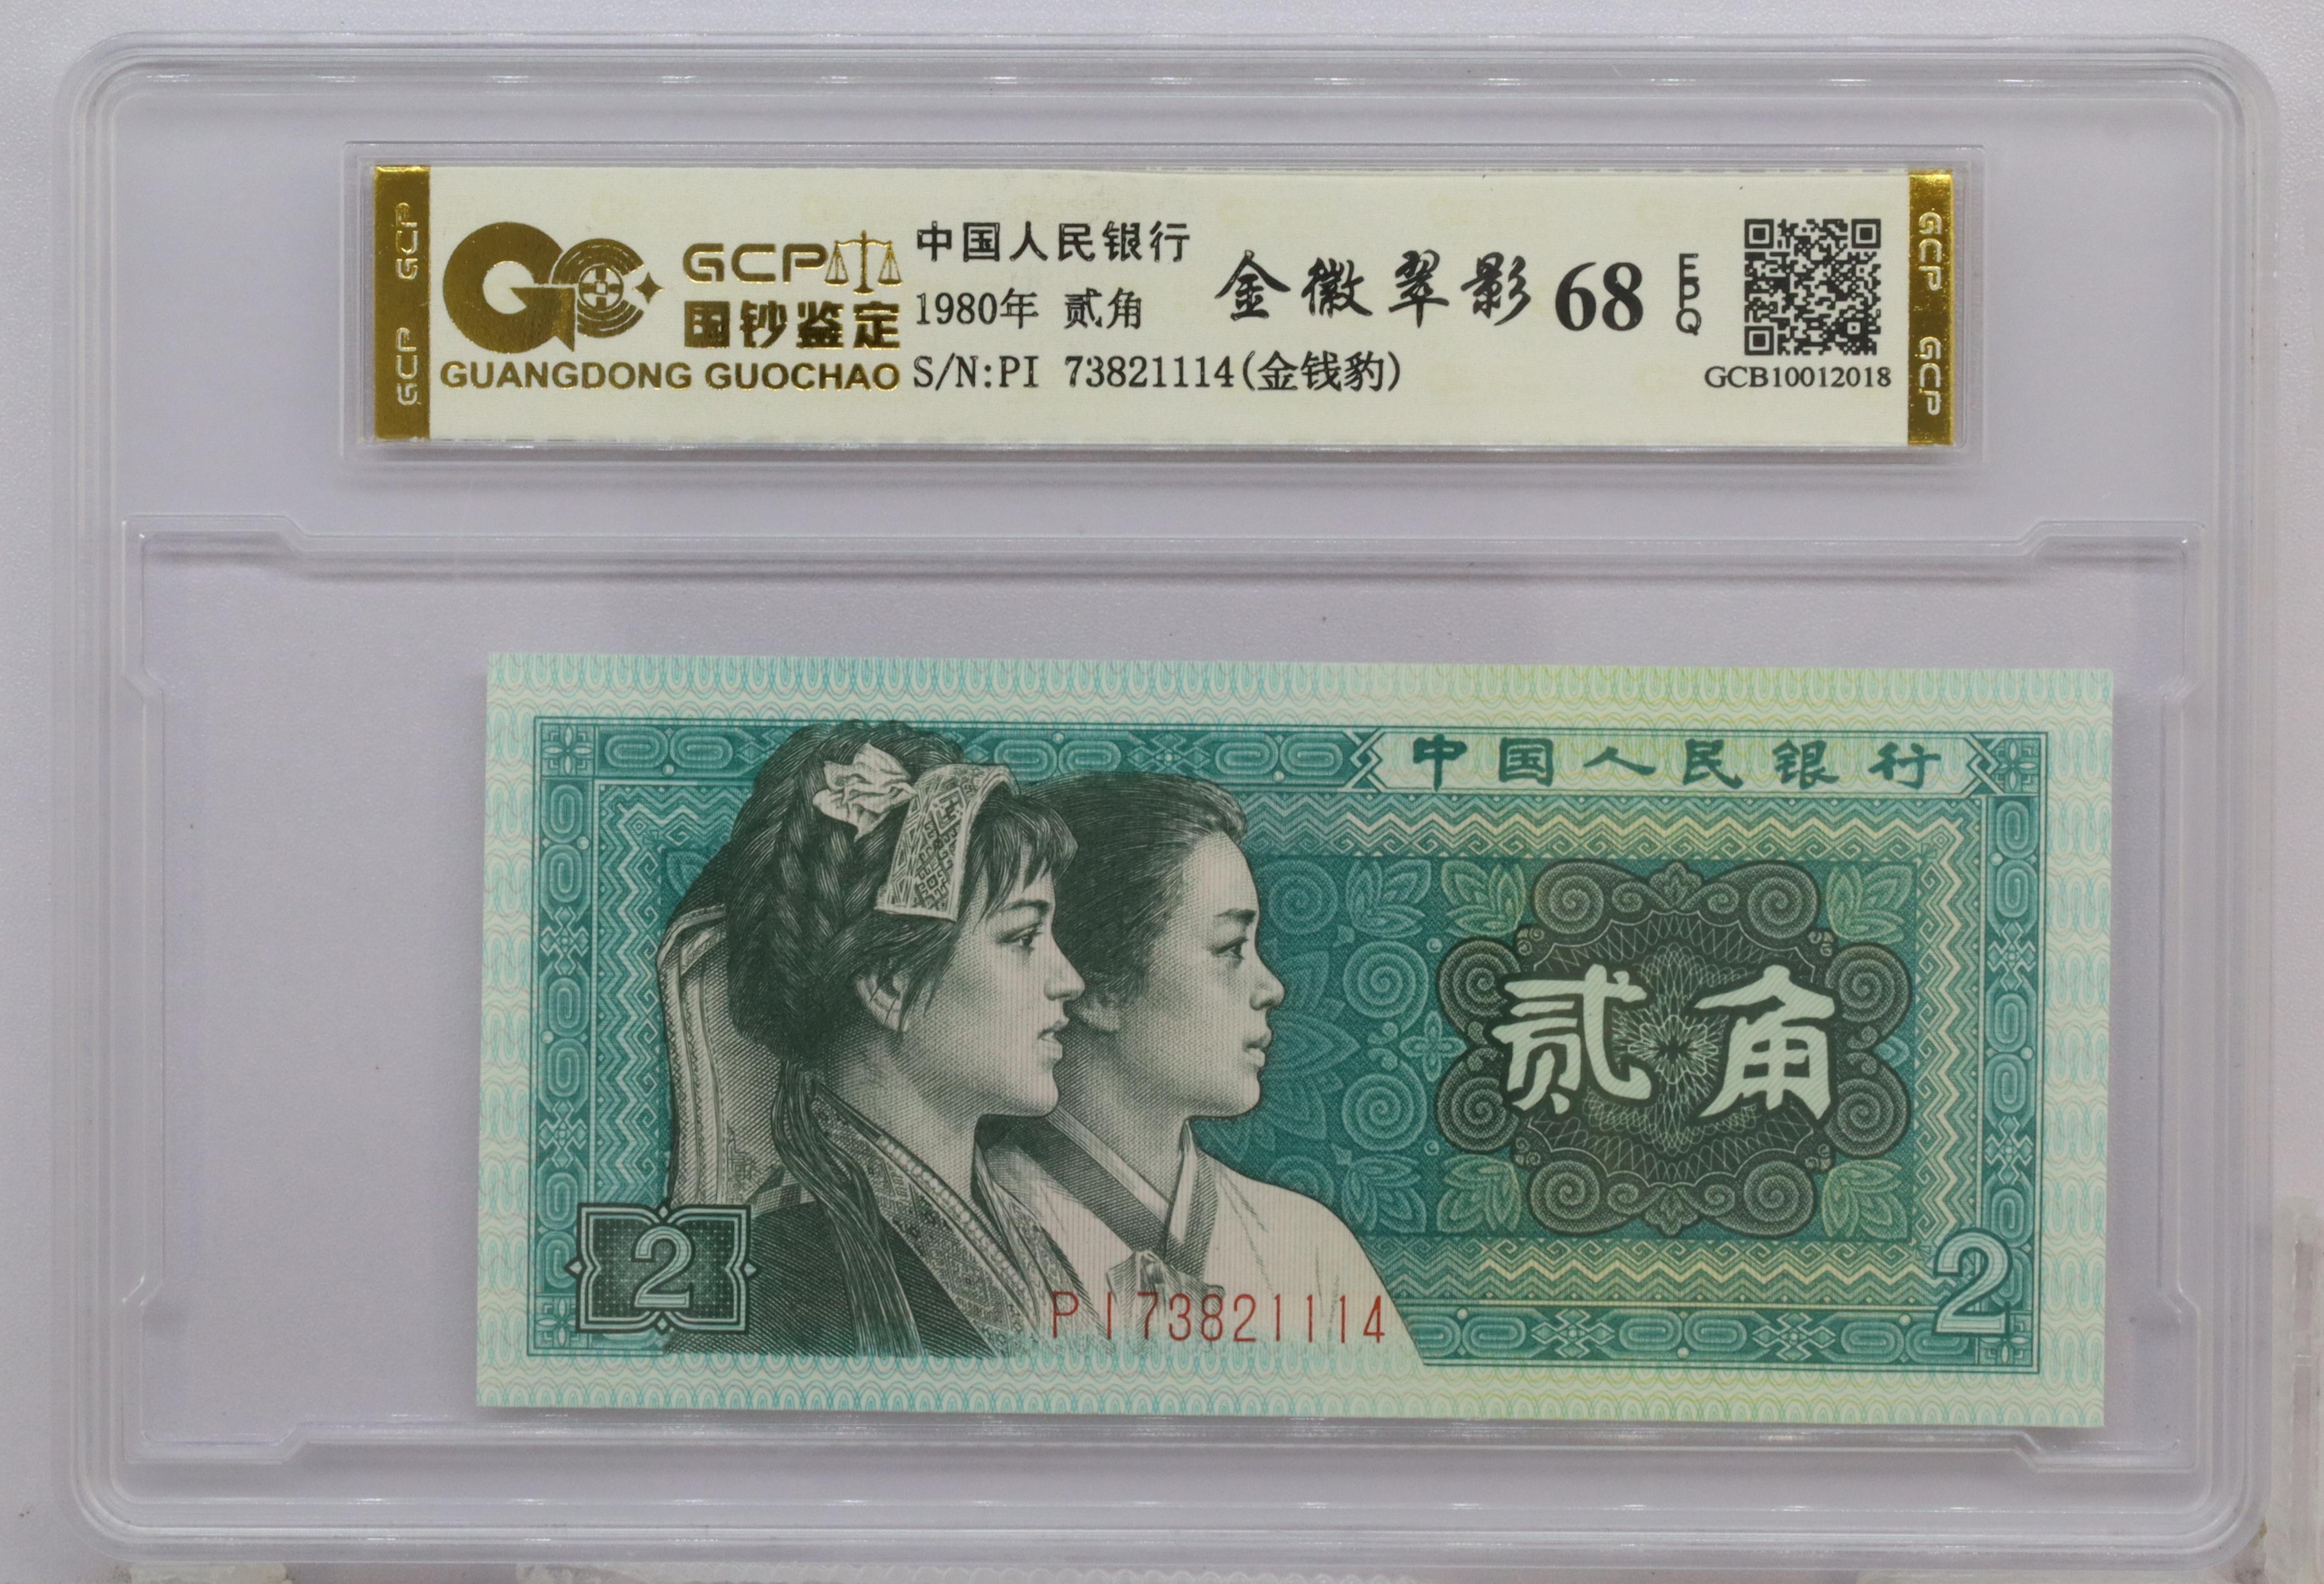 GCP GCP
GCP
国钞鉴定
GUANGDONG GUOCHAO
中国人民银行
1980年 贰角
S/N:PI 73821114(金钱豹)
金徽翠影 68 EPQ
GCB10012018
GCP GCP
中国人民银行
贰角
2
2
PI73821114